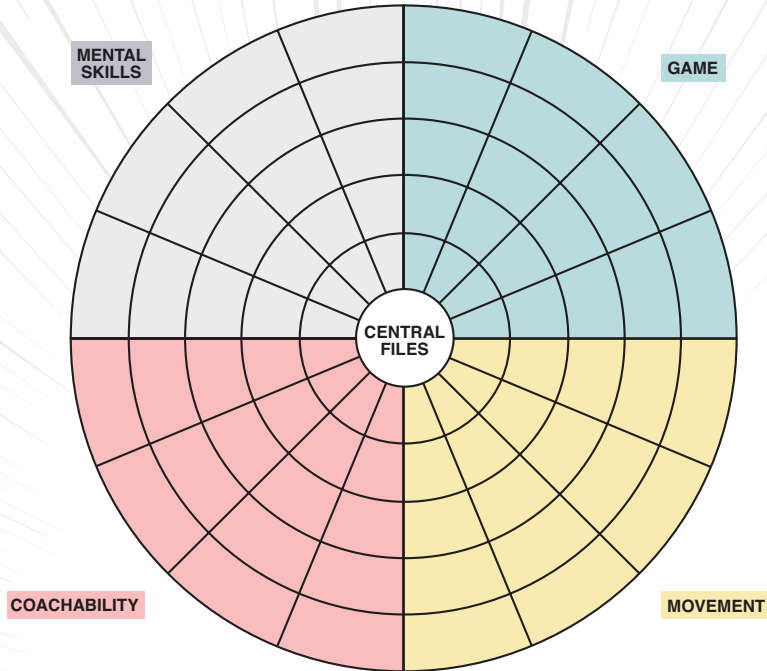 MENTAL
SKILLS
GAME
CENTRAL
FILES
COACHABILITY
MOVEMENT